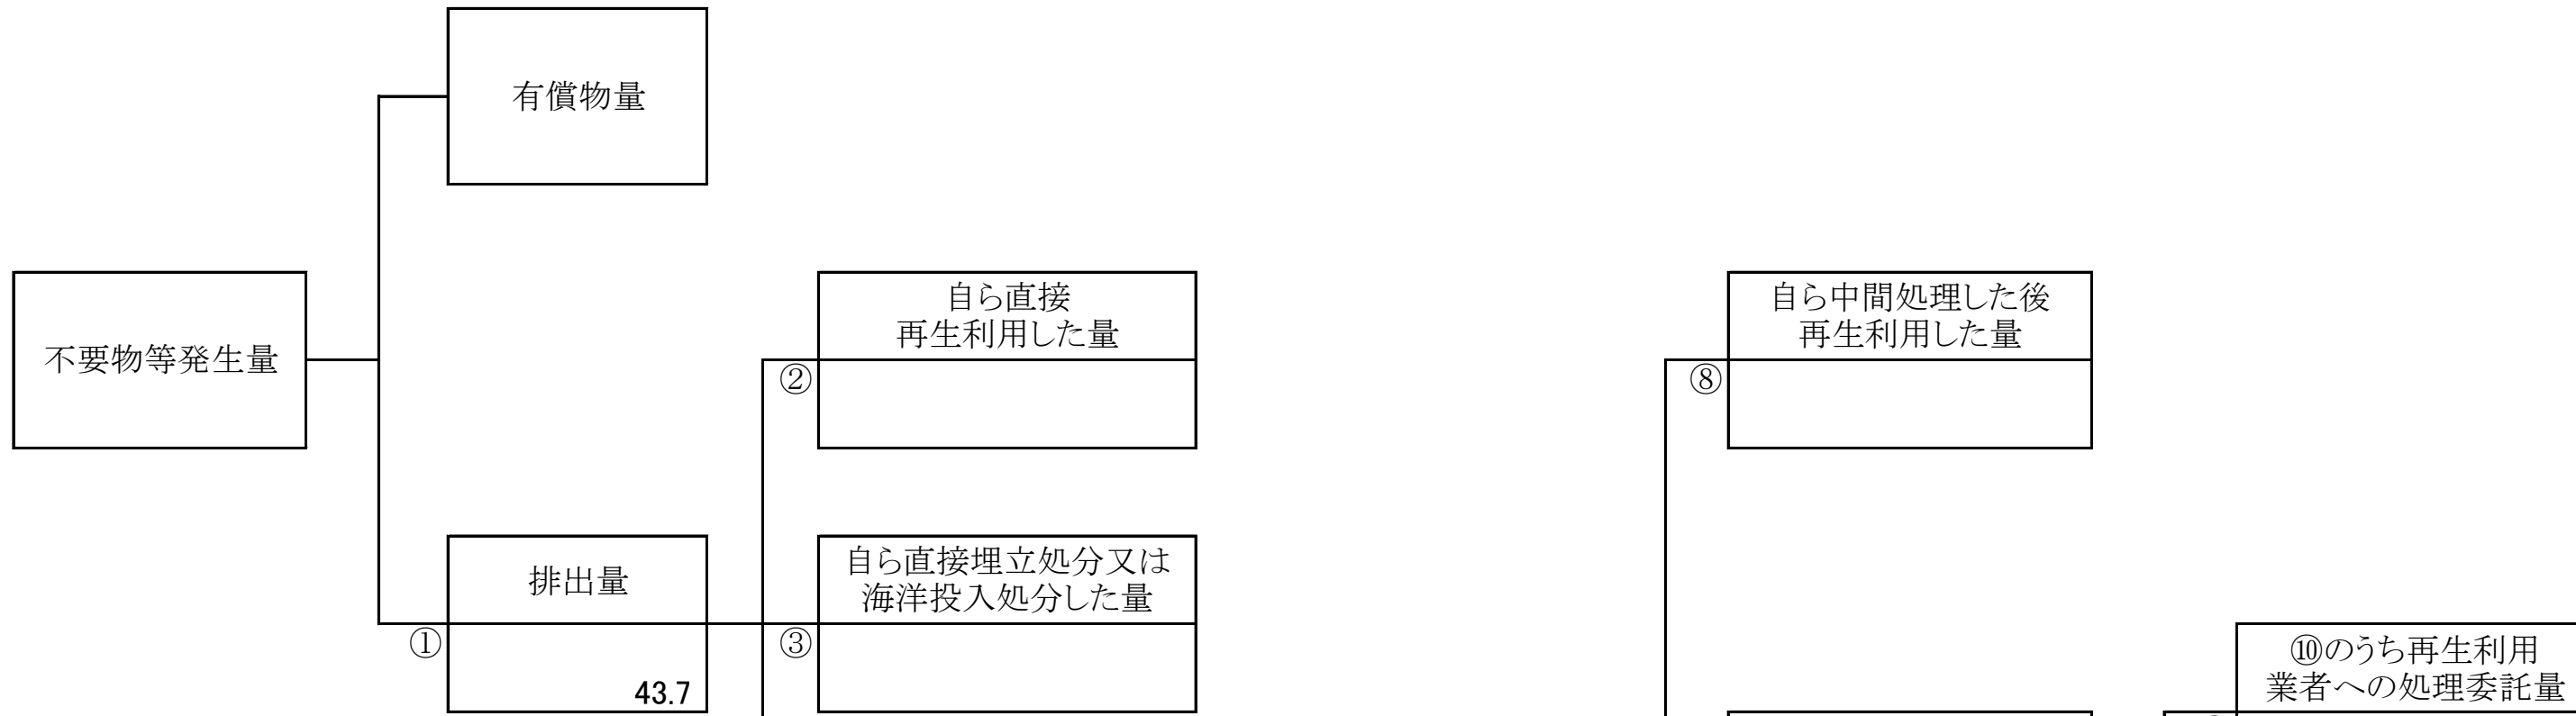 有償物量
不要物等発生量
自ら直接
再生利用した量
②
自ら中間処理した後
再生利用した量
⑧
排出量
①
43.7
自ら直接埋立処分又は
海洋投入処分した量
③
⑩のうち再生利用
業者への処理委託量